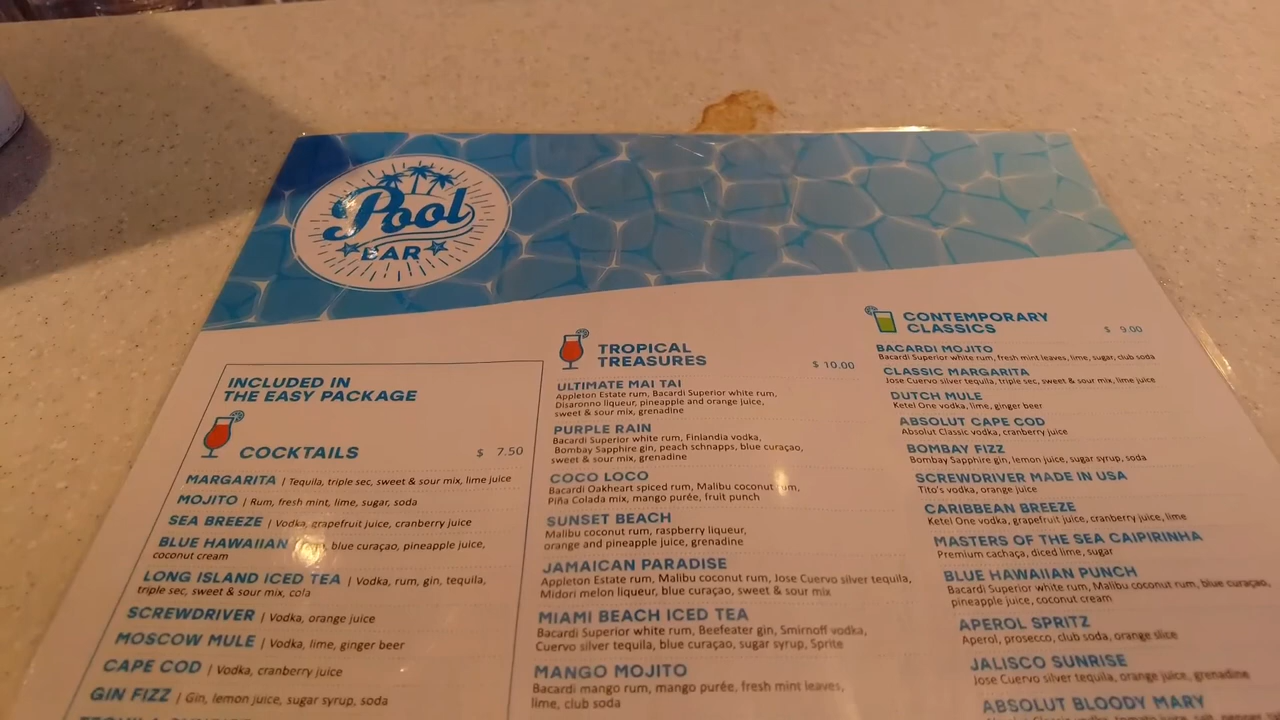 Pool
BAR
INCLUDED IN
THE EASY PACKAGE
COCKTAILS $ 7.50
MARGARITA / Tequila, triple sec, sweet & sour mix, lime juice
MOJITO / Rum, fresh mint, lime, sugar, soda
SEA BREEZE / Vodka, grapefruit juice, cranberry juice
BLUE HAWAIIAN blue curaçao, pineapple juice,
coconut cream
LONG ISLAND ICED TEA / Vodka, rum, gin, tequila,
triple sec, sweet & sour mix, cola
SCREWDRIVER / Vodka, orange juice
MOSCOW MULE / Vodka, lime, ginger beer
CAPE COD / Vodka, cranberry juice
GIN FIZZ / Gin, lemon juice, sugar syrup, soda
TROPICAL
TREASURES $ 10.00
ULTIMATE MAI TAI
Appleton Estate rum, Bacardi Superior white rum,
Disaronno liqueur, pineapple and orange juice,
sweet & sour mix, grenadine
PURPLE RAIN
Bacardi Superior white rum, Finlandia vodka,
Bombay Sapphire gin, peach schnapps, blue curaçao,
sweet & sour mix, grenadine
COCO LOCO
Bacardi Oakheart spiced rum, Malibu coconut rum,
Piña Colada mix, mango purée, fruit punch
SUNSET BEACH
Malibu coconut rum, raspberry liqueur,
orange and pineapple juice, grenadine
JAMAICAN PARADISE
Appleton Estate rum, Malibu coconut rum, Jose Cuervo silver tequila,
Midori melon liqueur, blue curaçao, sweet & sour mix
MIAMI BEACH ICED TEA
Bacardi Superior white rum, Beefeater gin, Smirnoff vodka,
Cuervo silver tequila, blue curaçao, sugar syrup, Sprite
MANGO MOJITO
Bacardi mango rum, mango purée, fresh mint leaves,
lime, club soda
CONTEMPORARY
CLASSICS $ 9.00
BACARDI MOJITO
Bacardi Superior white rum, fresh mint leaves, lime, sugar, club soda
CLASSIC MARGARITA
Jose Cuervo silver tequila, triple sec, sweet & sour mix, lime juice
DUTCH MULE
Ketel One vodka, lime, ginger beer
ABSOLUT CAPE COD
Absolut Classic vodka, cranberry juice
BOMBAY FIZZ
Bombay Sapphire gin, lemon juice, sugar syrup, soda
SCREWDRIVER MADE IN USA
Tito's vodka, orange juice
CARIBBEAN BREEZE
Ketel One vodka, grapefruit juice, cranberry juice, lime
MASTERS OF THE SEA CAIPIRINHA
Premium cachaça, diced lime, sugar
BLUE HAWAIIAN PUNCH
Bacardi Superior white rum, Malibu coconut rum, blue curaçao,
pineapple juice, coconut cream
APEROL SPRITZ
Aperol, prosecco, club soda, orange slice
JALISCO SUNRISE
Jose Cuervo silver tequila, orange juice, grenadine
ABSOLUT BLOODY MARY